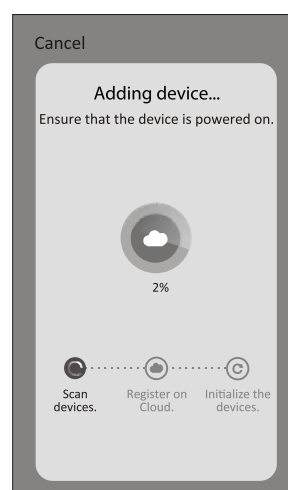 Cancel
Adding device...
Ensure that the device is powered on.
2%
Scan
devices.
Register on
Cloud.
Initialize the
devices.